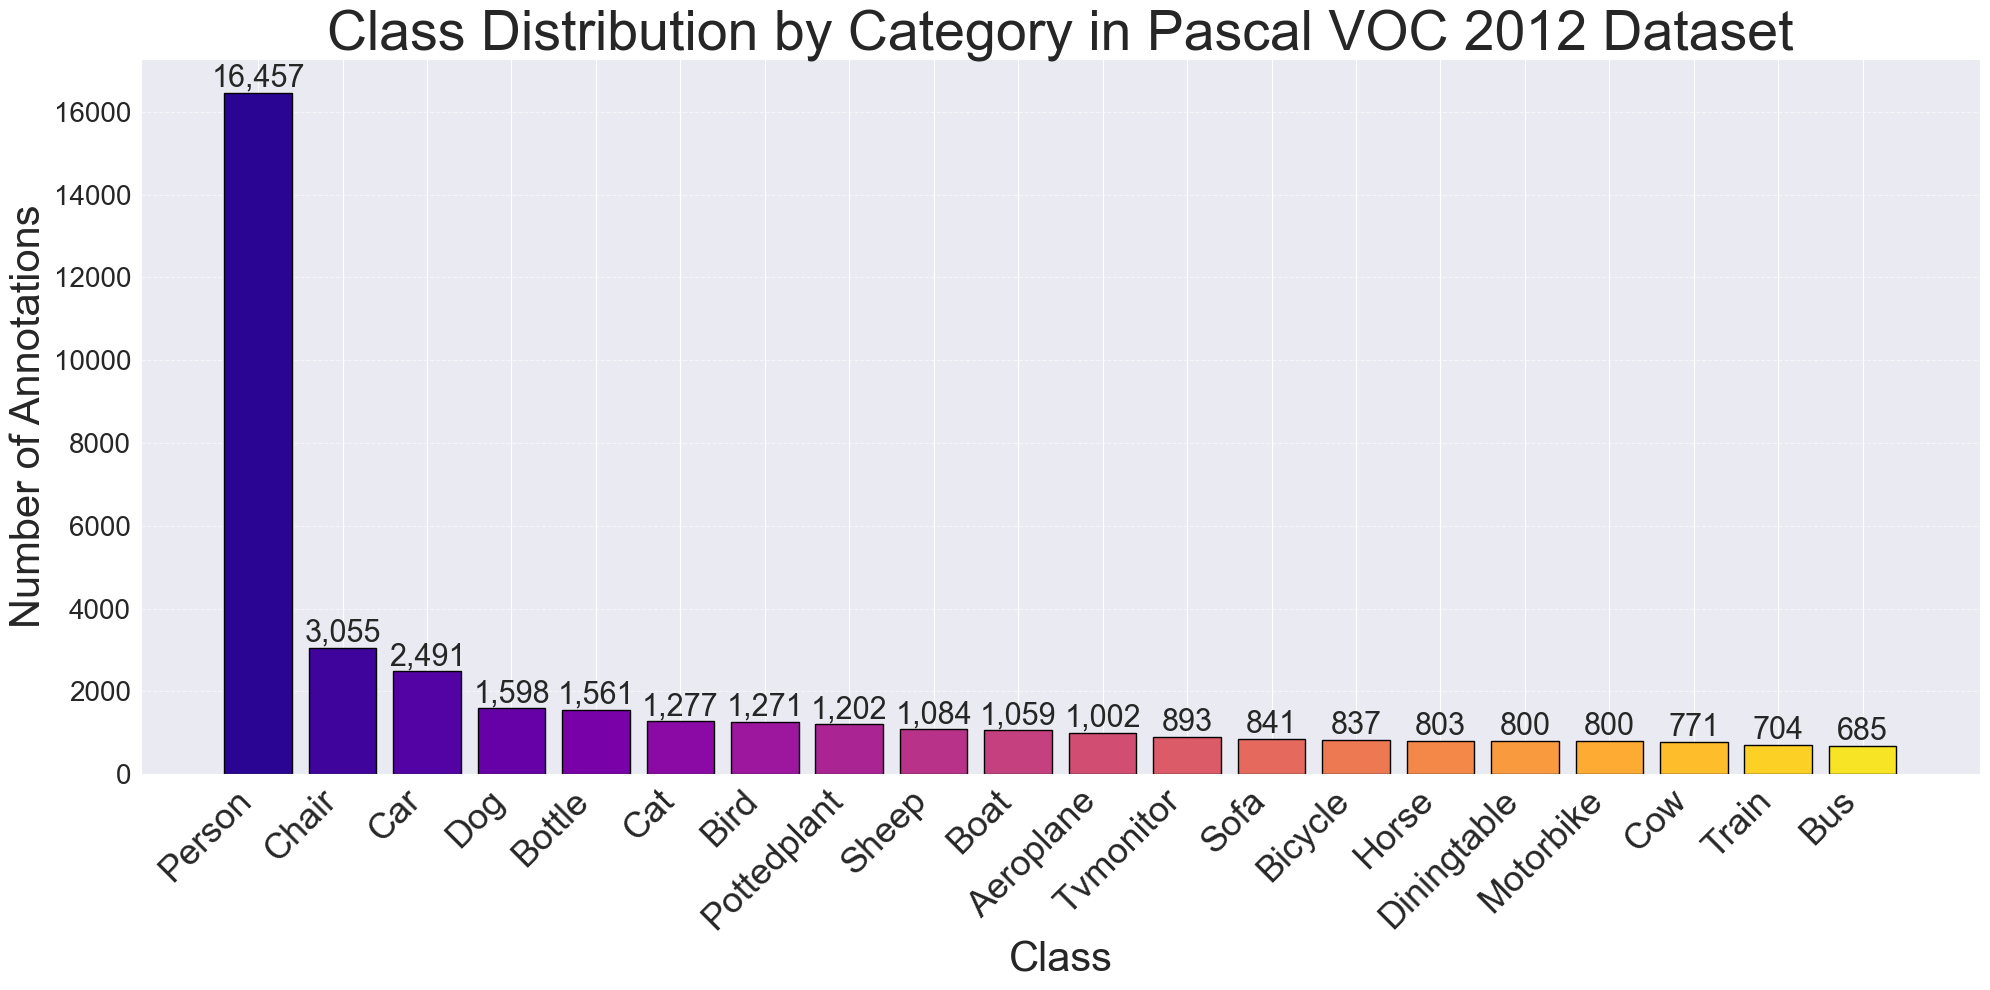 Class Distribution by Category in Pascal VOC 2012 Dataset
Number of Annotations
16000
14000
12000
10000
8000
6000
4000
2000
0
16,457
3,055
2,491
1,598
1,561
1,277
1,271
1,202
1,084
1,059
1,002
893
841
837
803
800
800
771
704
685
Person
Chair
Car
Dog
Bottle
Cat
Bird
Pottedplant
Sheep
Boat
Aeroplane
Tvmonitor
Sofa
Bicycle
Horse
Diningtable
Motorbike
Cow
Train
Bus
Class